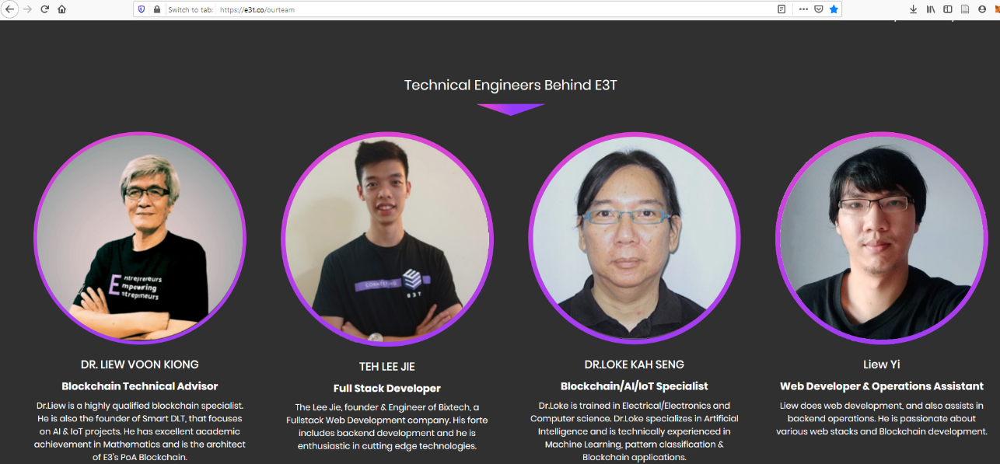 Switch to tab: https://e3t.co/ourteam
Technical Engineers Behind E3T
Entrepreneurs
Empowering
Entrepreneurs
CONNECTING
e3T
DR. LIEW VOON KIONG
Blockchain Technical Advisor
Dr.Liew is a highly qualified blockchain specialist.
He is also the founder of Smart DLT, that focuses
on AI & IoT projects. He has excellent academic
achievement in Mathematics and is the architect
of E3's PoA Blockchain.
TEH LEE JIE
Full Stack Developer
The Lee Jie, founder & Engineer of Bixtech, a
Fullstack Web Development company. His forte
includes backend development and he is
enthusiastic in cutting edge technologies.
DR.LOKE KAH SENG
Blockchain/AI/IoT Specialist
Dr.Loke is trained in Electrical/Electronics and
Computer science. Dr.Loke specializes in Artificial
Intelligence and is technically experienced in
Machine Learning, pattern classification &
Blockchain applications.
Liew Yi
Web Developer & Operations Assistant
Liew does web development, and also assists in
backend operations. He is passionate about
various web stacks and Blockchain development.